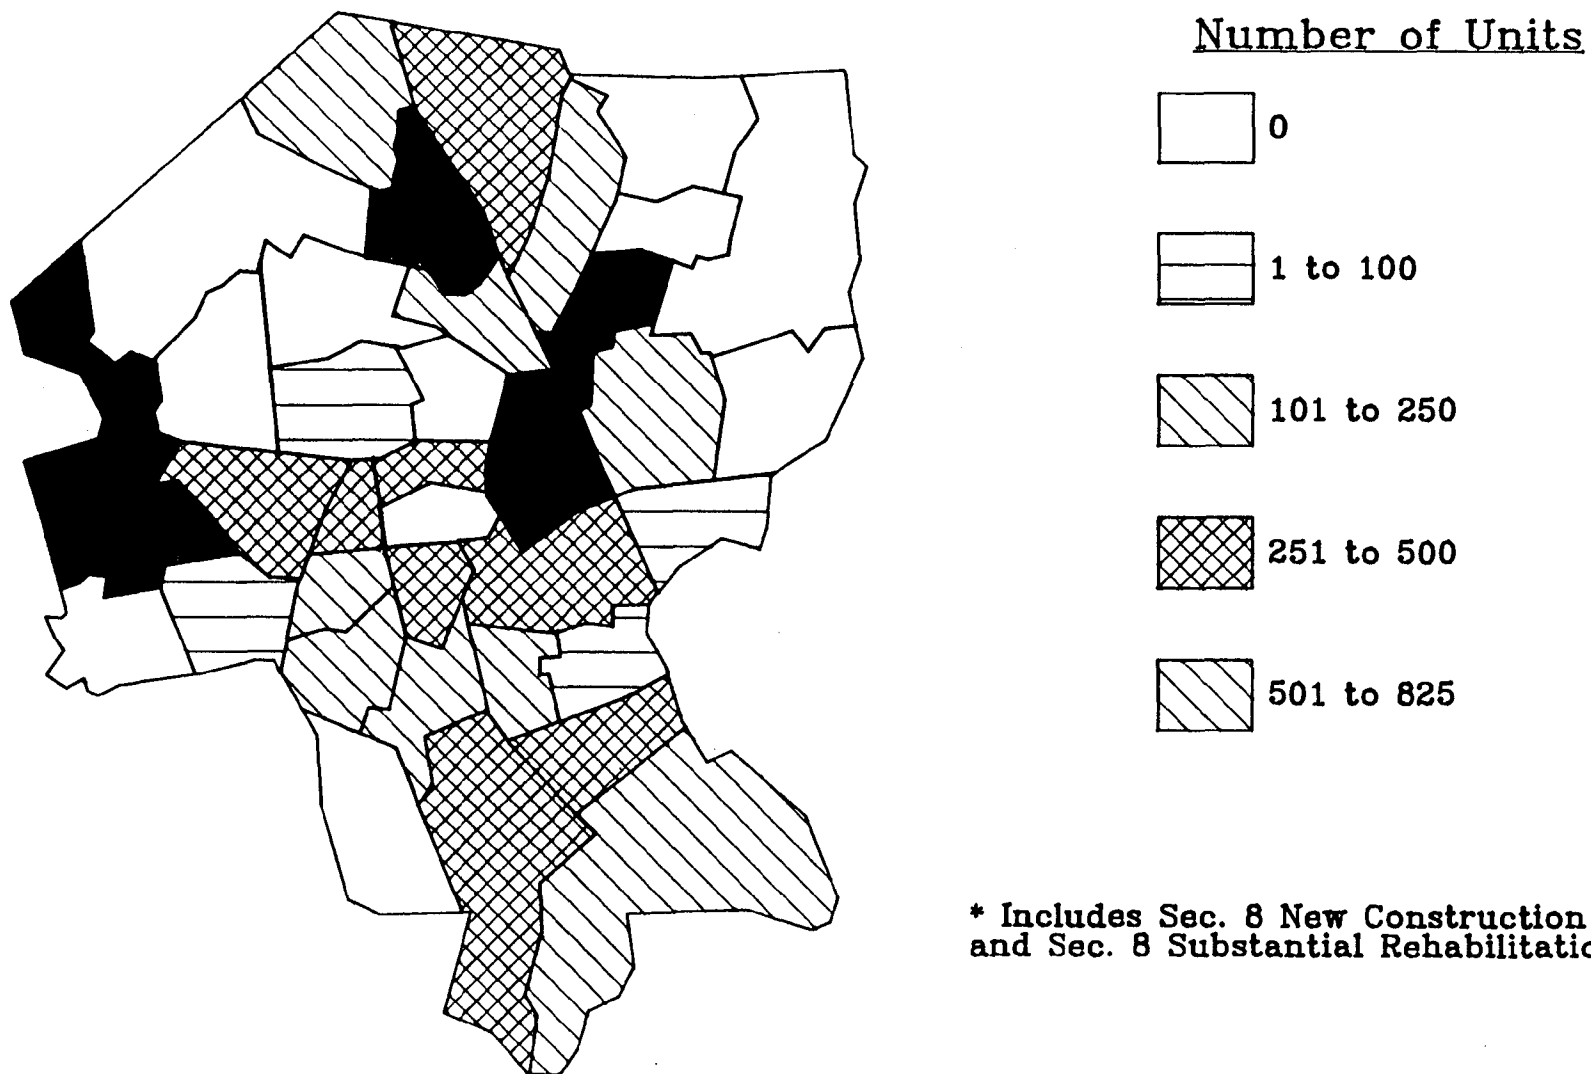 Number of Units
0
1 to 100
101 to 250
251 to 500
501 to 825
* Includes Sec. 8 New Construction
and Sec. 8 Substantial Rehabilitatio